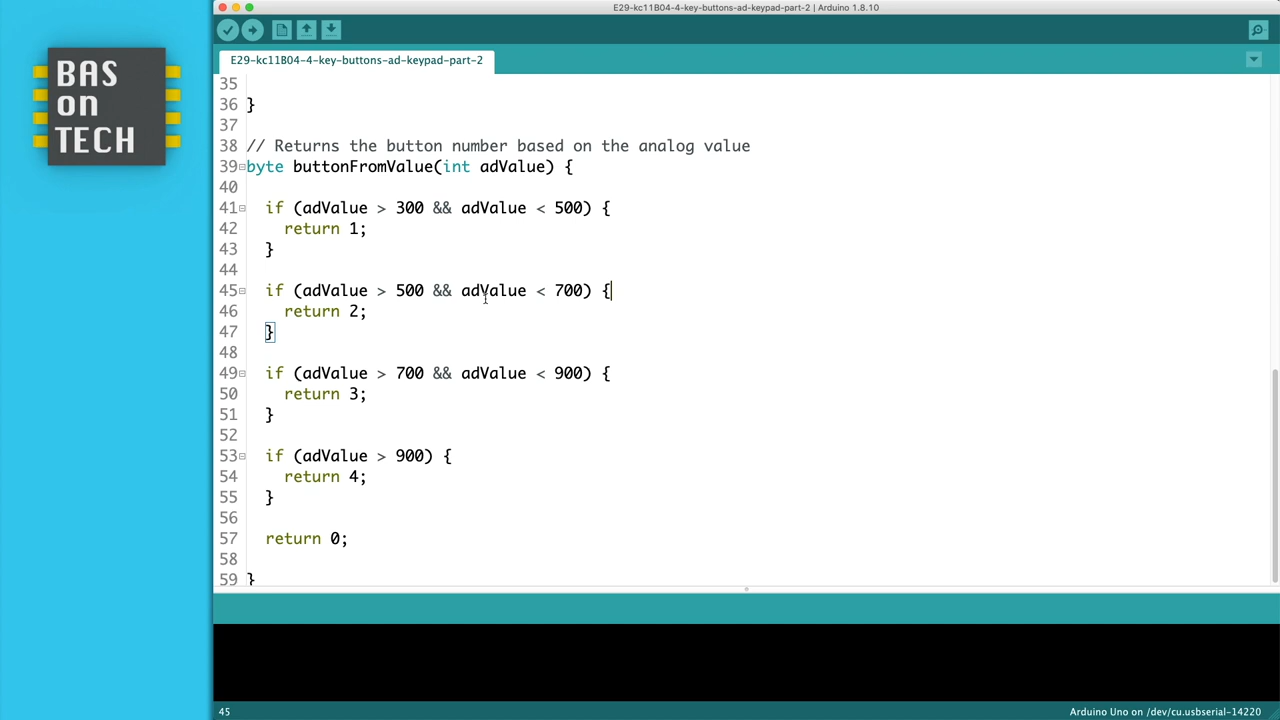 E29-kc11B04-4-key-buttons-ad-keypad-part-2 | Arduino 1.8.10
BAS
on
TECH
E29-kc11B04-4-key-buttons-ad-keypad-part-2
35
36 }
37
38 // Returns the button number based on the analog value
39 byte buttonFromValue(int adValue) {
40
41   if (adValue > 300 && adValue < 500) {
42     return 1;
43   }
44
45   if (adValue > 500 && adValue < 700) {
46     return 2;
47   }
48
49   if (adValue > 700 && adValue < 900) {
50     return 3;
51   }
52
53   if (adValue > 900) {
54     return 4;
55   }
56
57   return 0;
58
59 }
45
Arduino Uno on /dev/cu.usbserial-14220